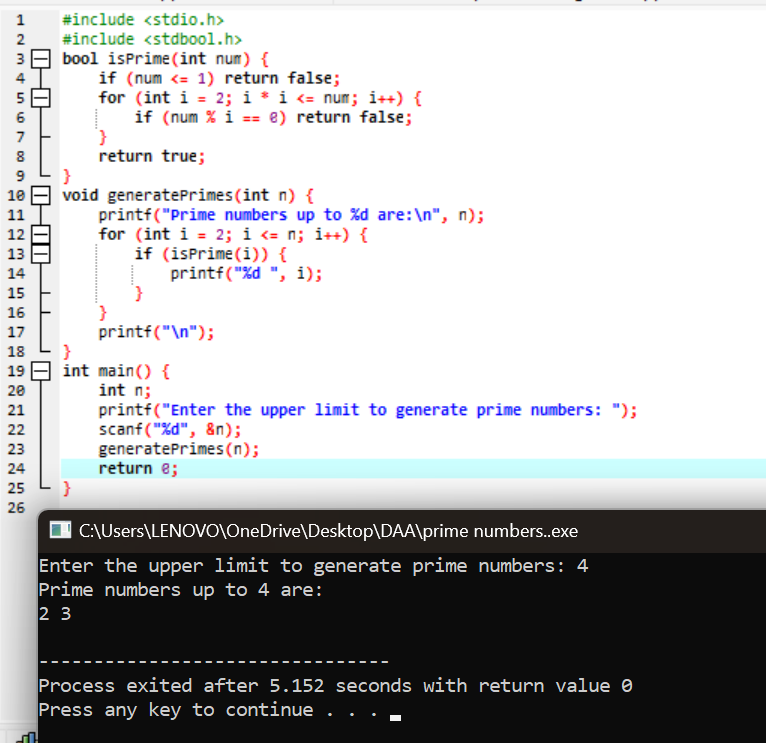 1 #include <stdio.h>
2 #include <stdbool.h>
3 bool isPrime(int num) {
4 if (num <= 1) return false;
5 for (int i = 2; i * i <= num; i++) {
6 if (num % i == 0) return false;
7 }
8 return true;
9 }
10 void generatePrimes(int n) {
11 printf("Prime numbers up to %d are:\n", n);
12 for (int i = 2; i <= n; i++) {
13 if (isPrime(i)) {
14 printf("%d ", i);
15 }
16 }
17 printf("\n");
18 }
19 int main() {
20 int n;
21 printf("Enter the upper limit to generate prime numbers: ");
22 scanf("%d", &n);
23 generatePrimes(n);
24 return 0;
25 }
26
C:\Users\LENOVO\OneDrive\Desktop\DAA\prime numbers..exe
Enter the upper limit to generate prime numbers: 4
Prime numbers up to 4 are:
2 3
--------------------------------
Process exited after 5.152 seconds with return value 0
Press any key to continue . . .